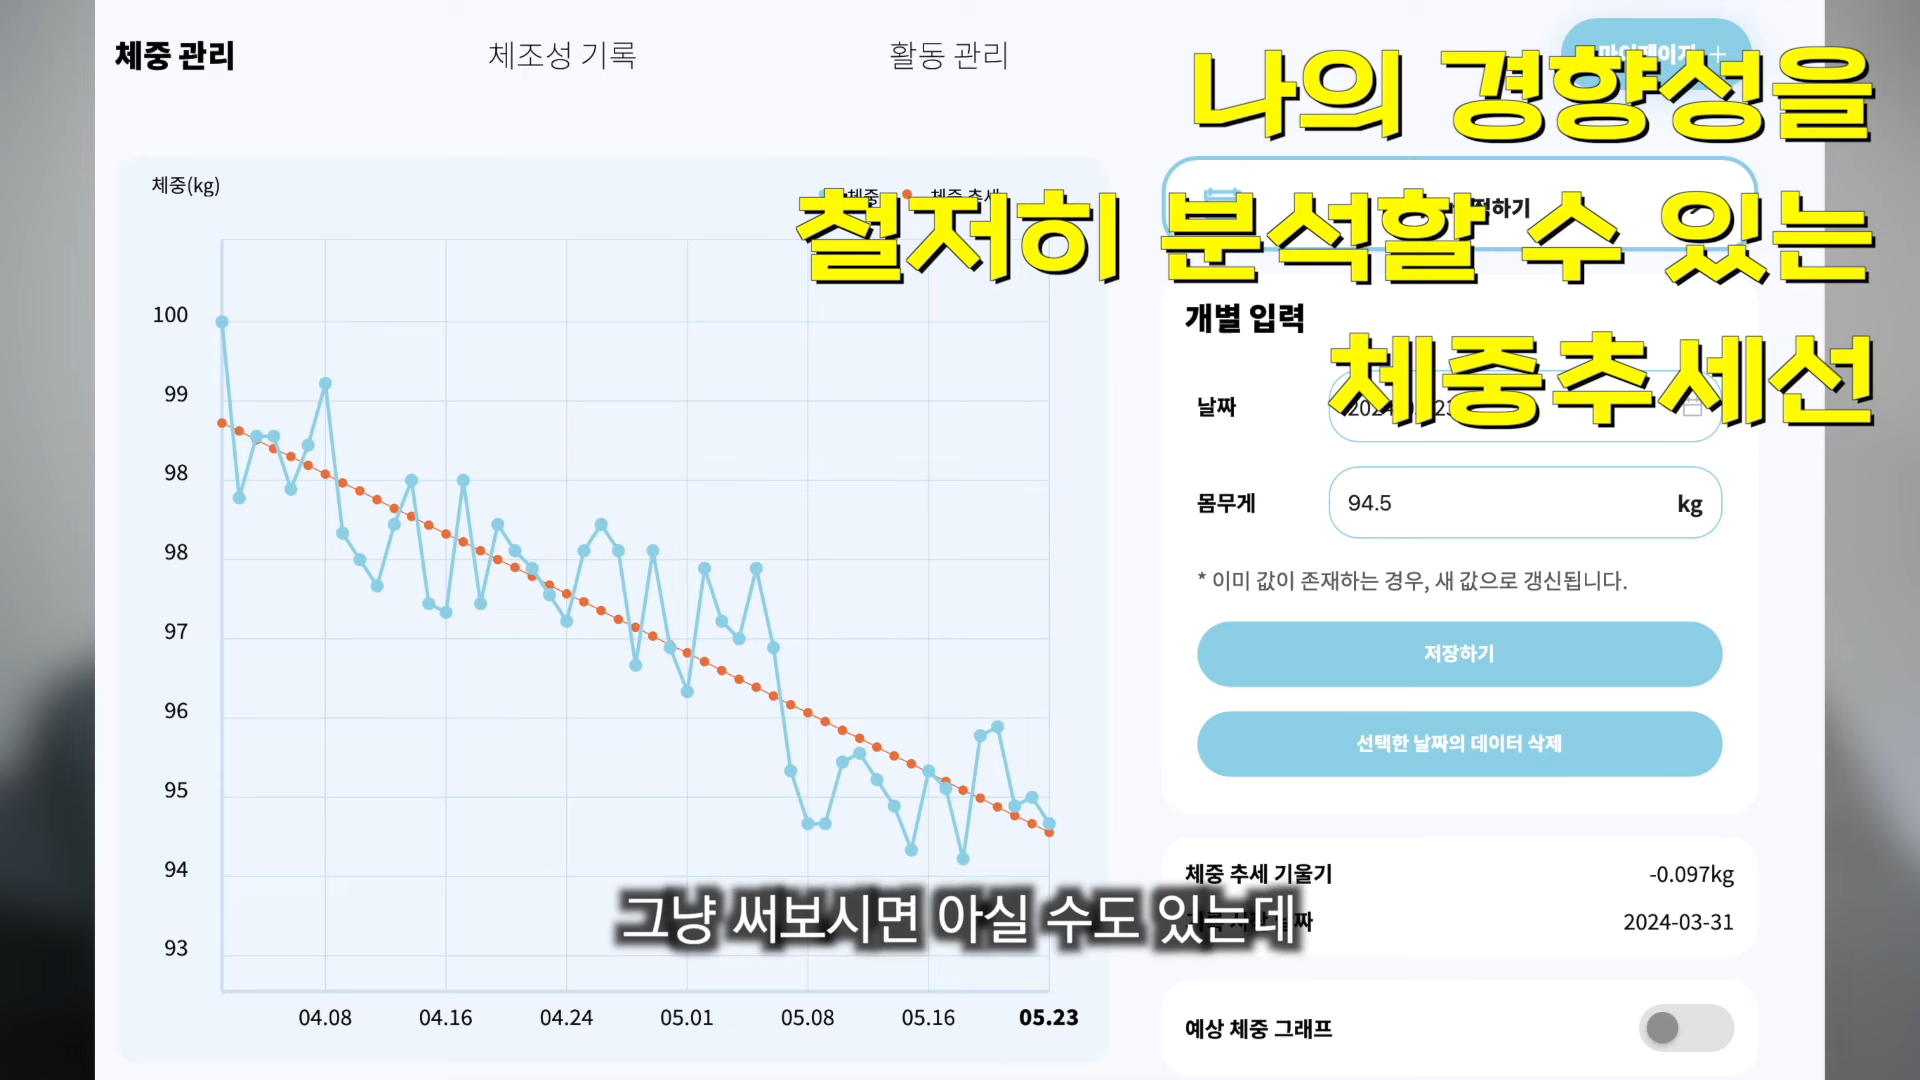 체중 관리
체조성 기록
활동 관리
나의 경향성을
철저히 분석할 수 있는
체중추세선
체중(kg)
100
99
98
98
97
96
95
94
93
04.08
04.16
04.24
05.01
05.08
05.16
05.23
개별 입력
날짜
몸무게
94.5
kg
* 이미 값이 존재하는 경우, 새 값으로 갱신됩니다.
저장하기
선택한 날짜의 데이터 삭제
체중 추세 기울기
-0.097kg
2024-03-31
예상 체중 그래프
그냥 써보시면 아실 수도 있는데